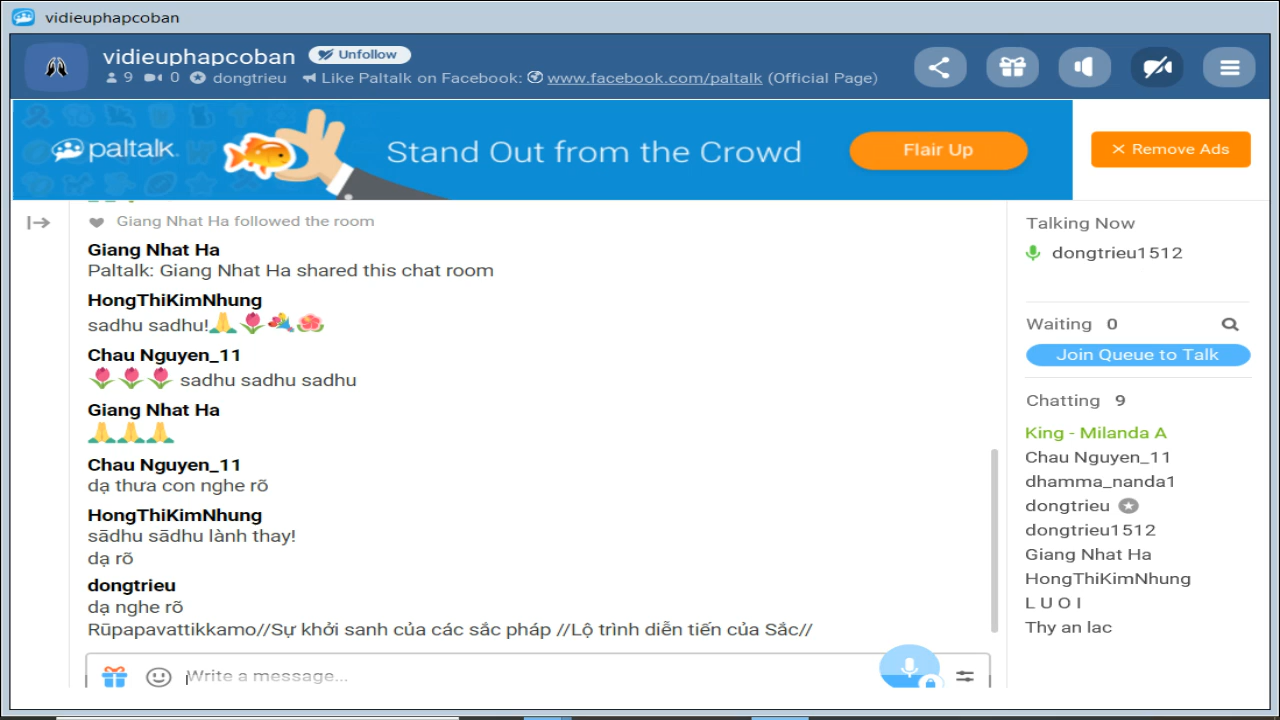 vidieuphapcoban
vidieuphapcoban Unfollow
9 0 dongtrieu Like Paltalk on Facebook: www.facebook.com/paltalk (Official Page)
paltalk Stand Out from the Crowd Flair Up
× Remove Ads
Giang Nhat Ha followed the room
Giang Nhat Ha
Paltalk: Giang Nhat Ha shared this chat room
HongThiKimNhung
sadhu sadhu!🙏🌷💐🌺
Chau Nguyen_11
🌷🌷🌷 sadhu sadhu sadhu
Giang Nhat Ha
🙏🙏🙏
Chau Nguyen_11
dạ thưa con nghe rõ
HongThiKimNhung
sādhu sādhu lành thay!
dạ rõ
dongtrieu
dạ nghe rõ
Rūpapavattikkamo//Sự khởi sanh của các sắc pháp //Lộ trình diễn tiến của Sắc//
Write a message...
Talking Now
dongtrieu1512
Waiting 0
Join Queue to Talk
Chatting 9
King - Milanda A
Chau Nguyen_11
dhamma_nanda1
dongtrieu
dongtrieu1512
Giang Nhat Ha
HongThiKimNhung
L U O I
Thy an lac